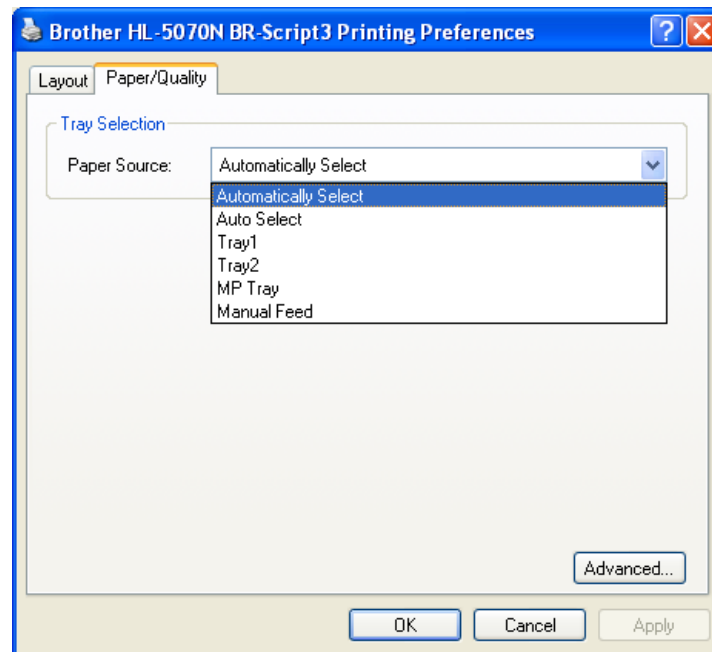 Brother HL-5070N BR-Script3 Printing Preferences
Layout Paper/Quality
Tray Selection
Paper Source: Automatically Select
Automatically Select
Auto Select
Tray1
Tray2
MP Tray
Manual Feed
Advanced...
OK Cancel Apply